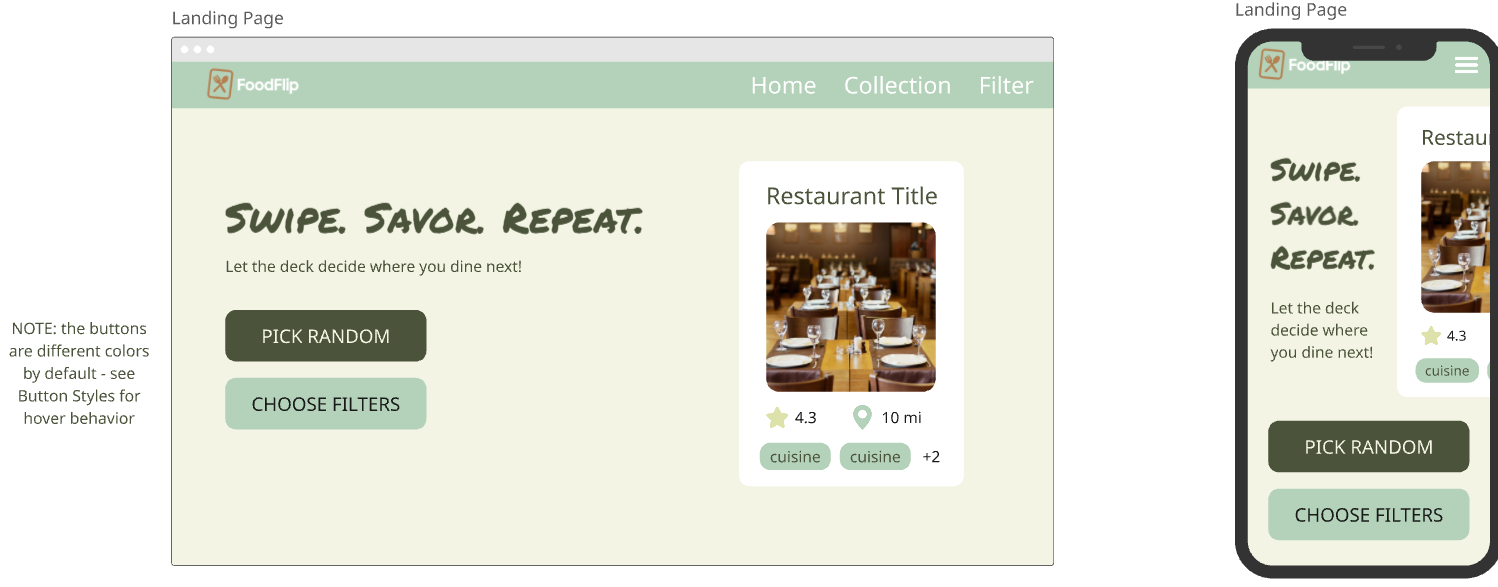 Landing Page
FoodFlip
Home Collection Filter
Swipe. Savor. Repeat.
Let the deck decide where you dine next!
PICK RANDOM
CHOOSE FILTERS
Restaurant Title
4.3 10 mi
cuisine cuisine +2
NOTE: the buttons
are different colors
by default - see
Button Styles for
hover behavior
Landing Page
FoodFlip
Swipe.
Savor.
Repeat.
Let the deck
decide where
you dine next!
Restau
4.3
cuisine
PICK RANDOM
CHOOSE FILTERS